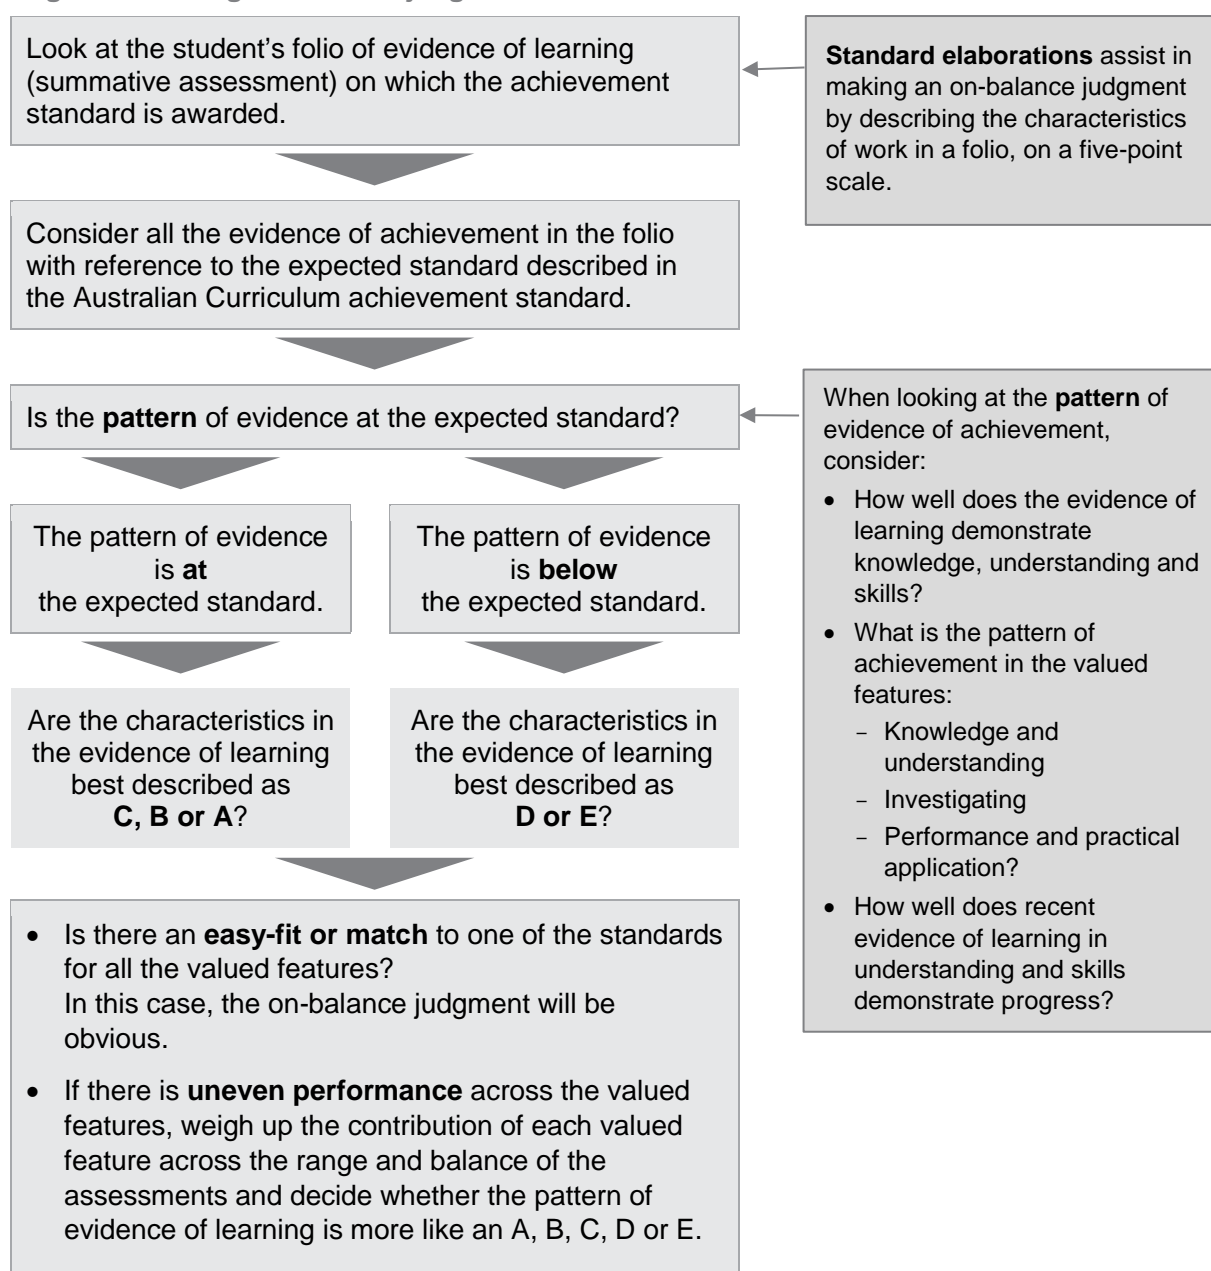 Look at the student's folio of evidence of learning
(summative assessment) on which the achievement
standard is awarded.
Standard elaborations assist in
making an on-balance judgment
by describing the characteristics
of work in a folio, on a five-point
scale.
Consider all the evidence of achievement in the folio
with reference to the expected standard described in
the Australian Curriculum achievement standard.
Is the pattern of evidence at the expected standard?
When looking at the pattern of
evidence of achievement,
consider:
• How well does the evidence of
learning demonstrate
knowledge, understanding and
skills?
• What is the pattern of
achievement in the valued
features:
- Knowledge and
understanding
- Investigating
- Performance and practical
application?
• How well does recent
evidence of learning in
understanding and skills
demonstrate progress?
The pattern of evidence
is at
the expected standard.
The pattern of evidence
is below
the expected standard.
Are the characteristics in
the evidence of learning
best described as
C, B or A?
Are the characteristics in
the evidence of learning
best described as
D or E?
• Is there an easy-fit or match to one of the standards
for all the valued features?
In this case, the on-balance judgment will be
obvious.
• If there is uneven performance across the valued
features, weigh up the contribution of each valued
feature across the range and balance of the
assessments and decide whether the pattern of
evidence of learning is more like an A, B, C, D or E.